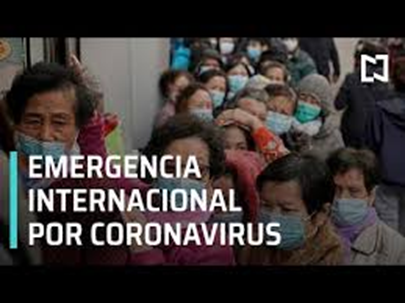 N
EMERGENCIA
INTERNACIONAL
POR CORONAVIRUS